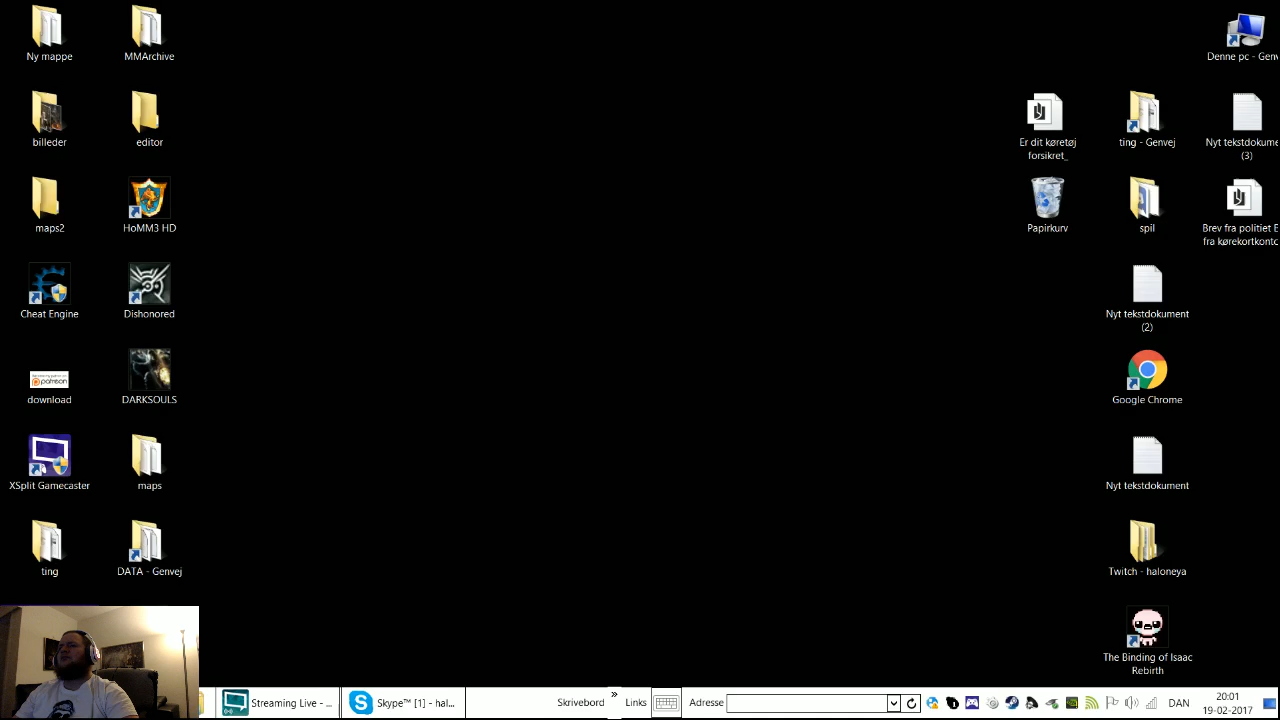 Ny mappe
MMArchive
Denne pc - Genv
billeder
editor
Er dit køretøj
forsikret_
ting - Genvej
Nyt tekstdokume
(3)
maps2
HoMM3 HD
Papirkurv
spil
Brev fra politiet E
fra kørekortkonto
Cheat Engine
Dishonored
Nyt tekstdokument
(2)
patreon
download
DARKSOULS
Google Chrome
XSplit Gamecaster
maps
Nyt tekstdokument
ting
DATA - Genvej
Twitch - haloneya
The Binding of Isaac
Rebirth
Streaming Live - ...
Skype™ [1] - hal...
Skrivebord
»
Links
Adresse
DAN
20:01
19-02-2017